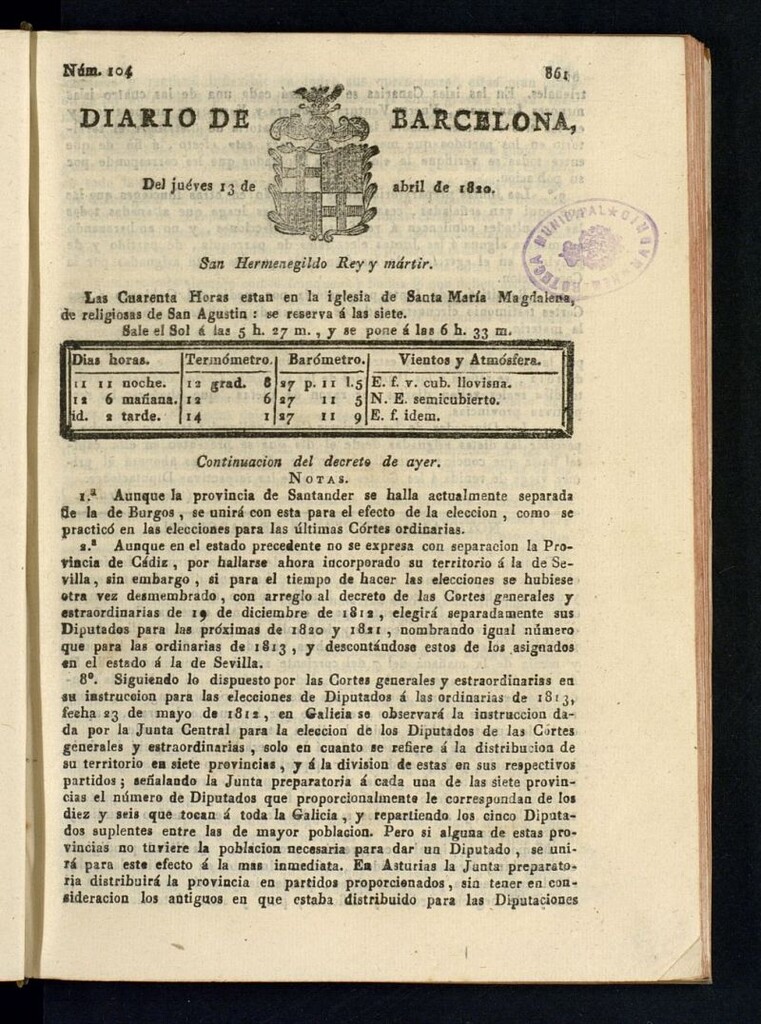 Núm. 104 861
DIARIO DE BARCELONA,
Del juéves 13 de abril de 1820.
San Hermenegildo Rey y mártir.
Las Cuarenta Horas estan en la iglesia de Santa María Magdalena,
de religiosas de San Agustin : se reserva á las siete.
Sale el Sol á las 5 h. 27 m. , y se pone á las 6 h. 33 m.
Dias horas. Termómetro. Barómetro. Vientos y Atmósfera.
11 11 noche. 12 grad. 8 27 p. 11 l. 5 E. f. v. cub. llovisna.
12 6 mañana. 12 6 27 11 5 N. E. semicubierto.
id. 2 tarde. 14 1 27 11 9 E. f. idem.
Continuacion del decreto de ayer.
NOTAS.
1.ª Aunque la provincia de Santander se halla actualmente separada
de la de Burgos , se unirá con esta para el efecto de la eleccion , como se
practicó en las elecciones para las últimas Córtes ordinarias.
2.ª Aunque en el estado precedente no se expresa con separacion la Pro-
vincia de Cádiz , por hallarse ahora incorporado su territorio á la de Se-
villa , sin embargo , si para el tiempo de hacer las elecciones se hubiese
otra vez desmembrado , con arreglo al decreto de las Cortes generales y
estraordinarias de 19 de diciembre de 1812 , elegirá separadamente sus
Diputados para las próximas de 1820 y 1821 , nombrando igual número
que para las ordinarias de 1813 , y descontándose estos de los asignados
en el estado á la de Sevilla.
8º. Siguiendo lo dispuesto por las Cortes generales y estraordinarias en
su instruccion para las elecciones de Diputados á las ordinarias de 1813,
fecha 23 de mayo de 1812 , en Galicia se observará la instruccion da-
da por la Junta Central para la eleccion de los Diputados de las Córtes
generales y estraordinarias , solo en cuanto se refiere á la distribucion de
su territorio en siete provincias , y á la division de estas en sus respectivos
partidos ; señalando la Junta preparatoria á cada una de las siete provin-
cias el número de Diputados que proporcionalmente le correspondan de los
diez y seis que tocan á toda la Galicia , y repartiendo los cinco Diputa-
dos suplentes entre las de mayor poblacion. Pero si alguna de estas pro-
vincias no tuviere la poblacion necesaria para dar un Diputado , se uni-
rá para este efecto á la mas inmediata. En Asturias la Junta preparato-
ria distribuirá la provincia en partidos proporcionados , sin tener en con-
sideracion los antiguos en que estaba distribuido para las Diputaciones